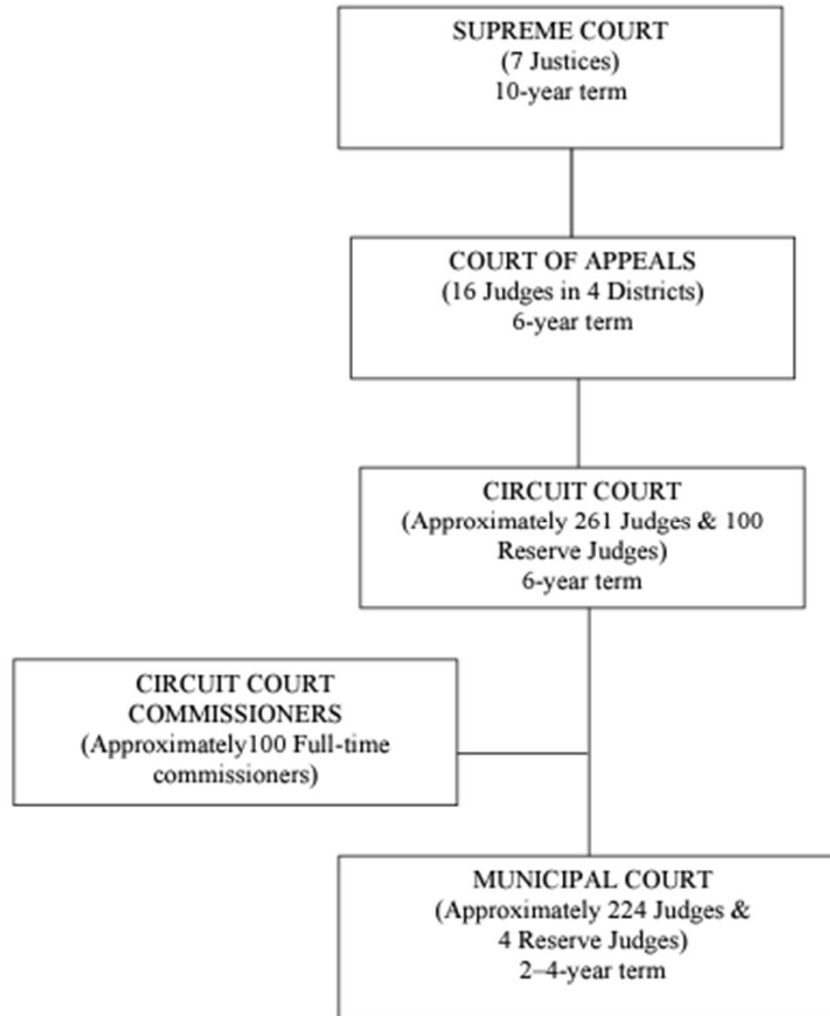 SUPREME COURT
(7 Justices)
10-year term
COURT OF APPEALS
(16 Judges in 4 Districts)
6-year term
CIRCUIT COURT
(Approximately 261 Judges & 100
Reserve Judges)
6-year term
CIRCUIT COURT
COMMISSIONERS
(Approximately100 Full-time
commissioners)
MUNICIPAL COURT
(Approximately 224 Judges &
4 Reserve Judges)
2–4-year term